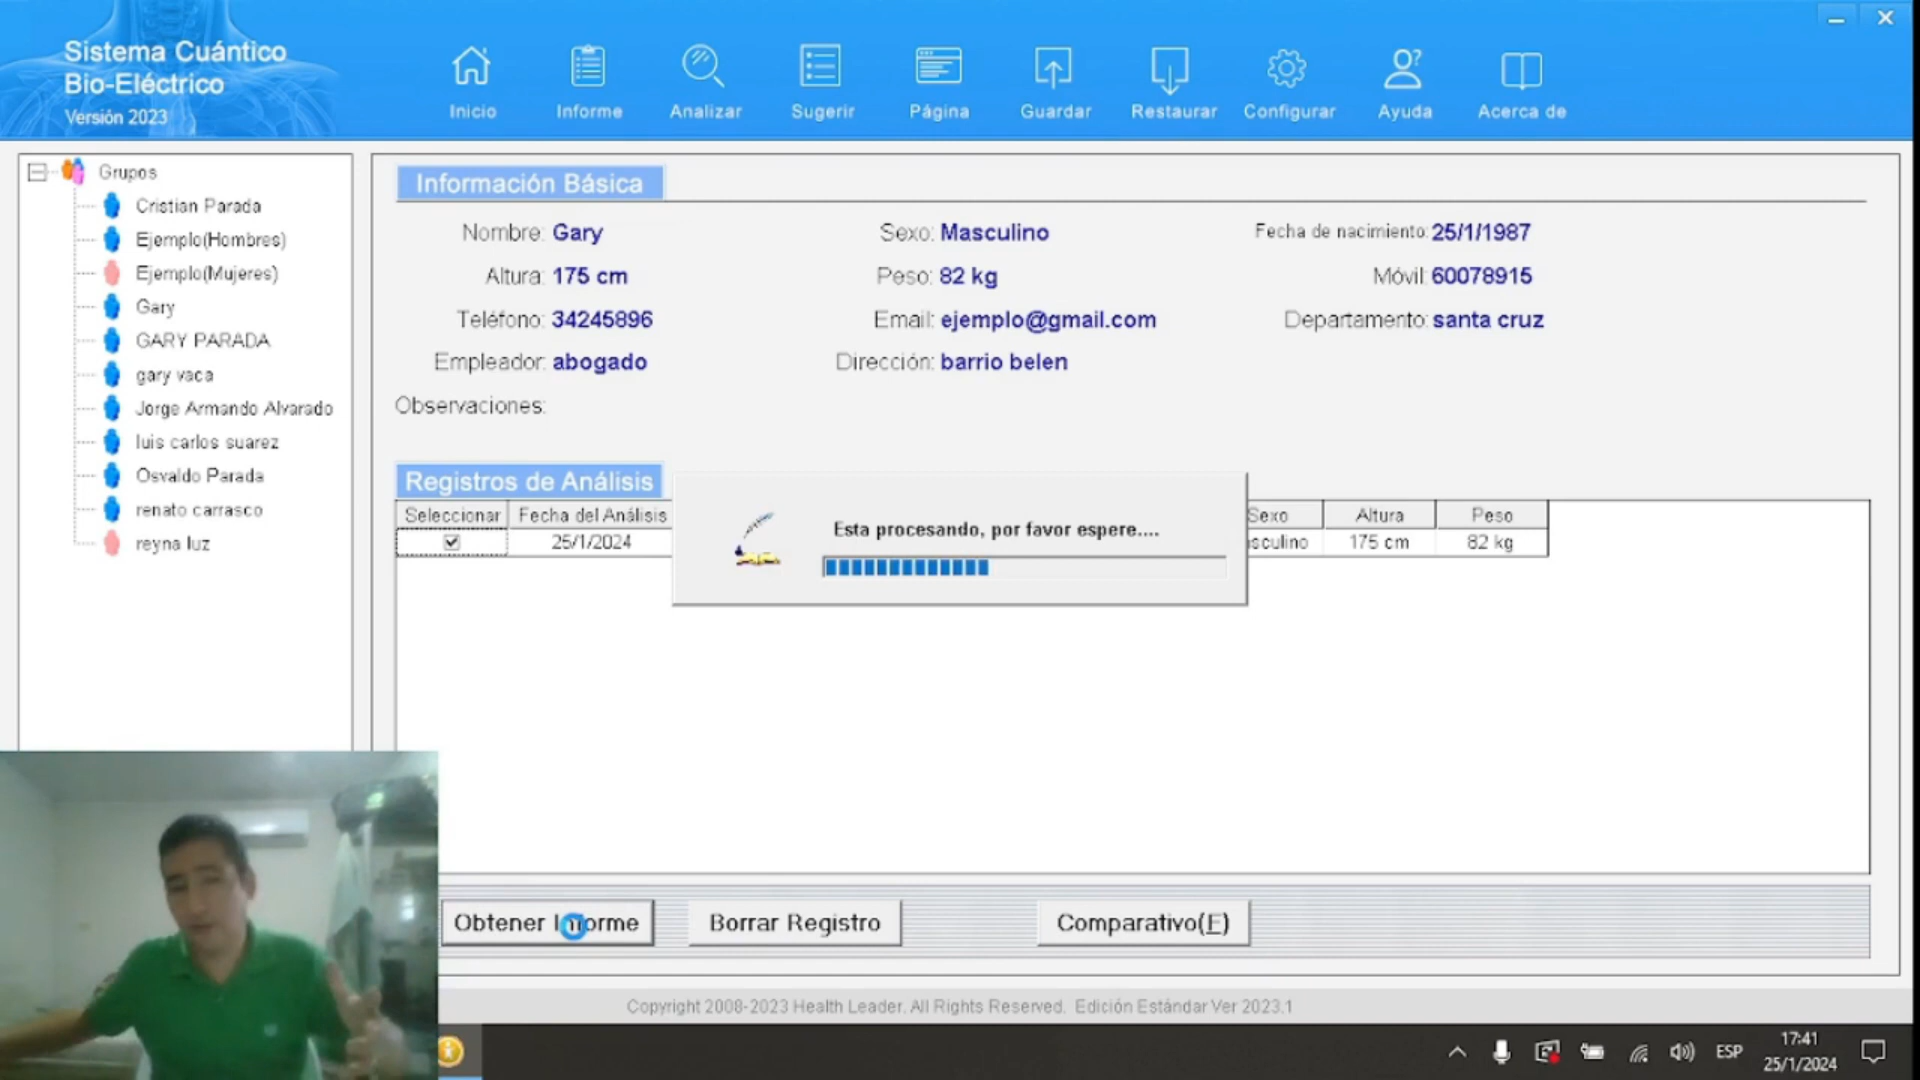 Sistema Cuántico
Bio-Eléctrico
Versión 2023
Inicio
Informe
Analizar
Sugerir
Página
Guardar
Restaurar
Configurar
Ayuda
Acerca de
Grupos
Cristian Parada
Ejemplo(Hombres)
Ejemplo(Mujeres)
Gary
GARY PARADA
gary vaca
Jorge Armando Alvarado
luis carlos suarez
Osvaldo Parada
renato carrasco
reyna luz
Información Básica
Nombre: Gary Sexo: Masculino Fecha de nacimiento: 25/1/1987
Altura: 175 cm Peso: 82 kg Móvil: 60078915
Teléfono: 34245896 Email: ejemplo@gmail.com Departamento: santa cruz
Empleador: abogado Dirección: barrio belen
Observaciones:
Registros de Análisis
Seleccionar Fecha del Análisis Sexo Altura Peso
25/1/2024 sculino 175 cm 82 kg
Esta procesando, por favor espere....
Obtener Informe Borrar Registro Comparativo(F)
Copyright 2008-2023 Health Leader. All Rights Reserved. Edición Estándar Ver 2023.1
ESP
17:41
25/1/2024